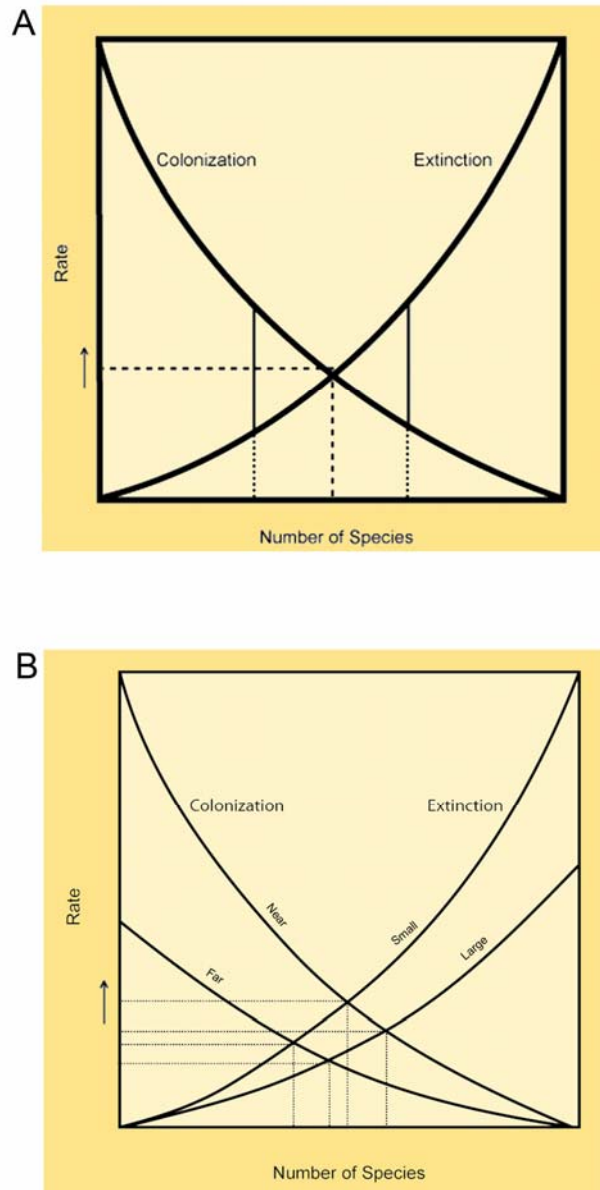 A
Colonization
Extinction
Rate
Number of Species
B
Colonization
Extinction
Near
Small
Large
Far
Rate
Number of Species